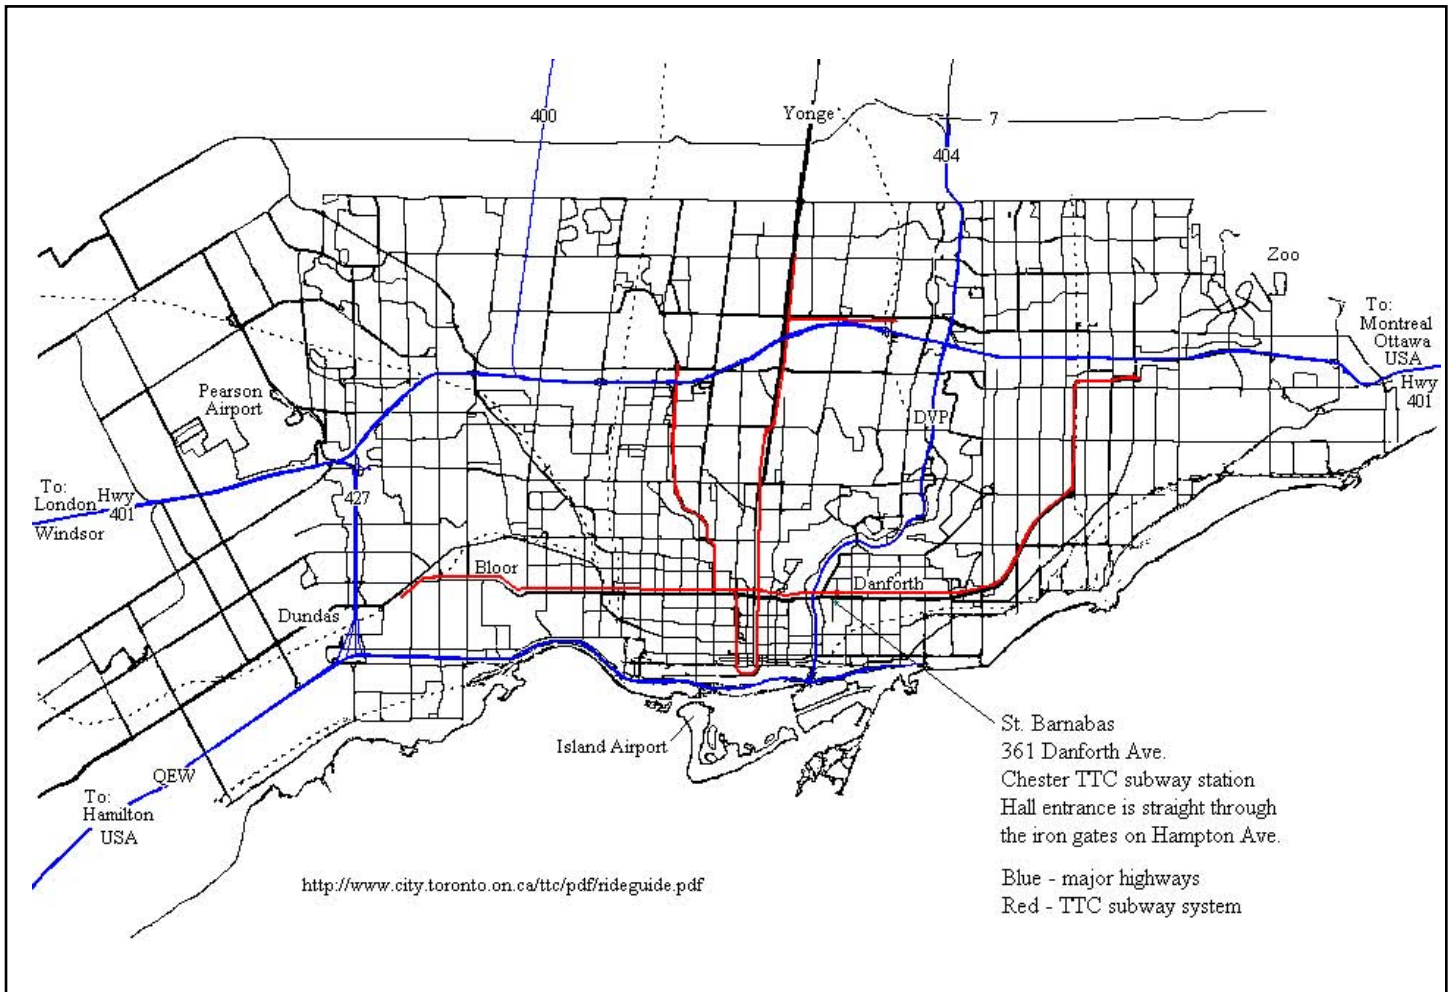 400
Yonge
7
404
Zoo
To:
Montreal
Ottawa
USA
Hwy
401
Pearson
Airport
DVP
To:
London
Windsor
Hwy
401
427
Bloor
Danforth
Dundas
St. Barnabas
361 Danforth Ave.
Chester TTC subway station
Hall entrance is straight through
the iron gates on Hampton Ave.
Island Airport
QEW
To:
Hamilton
USA
Blue - major highways
Red - TTC subway system
http://www.city.toronto.on.ca/ttc/pdf/rideguide.pdf